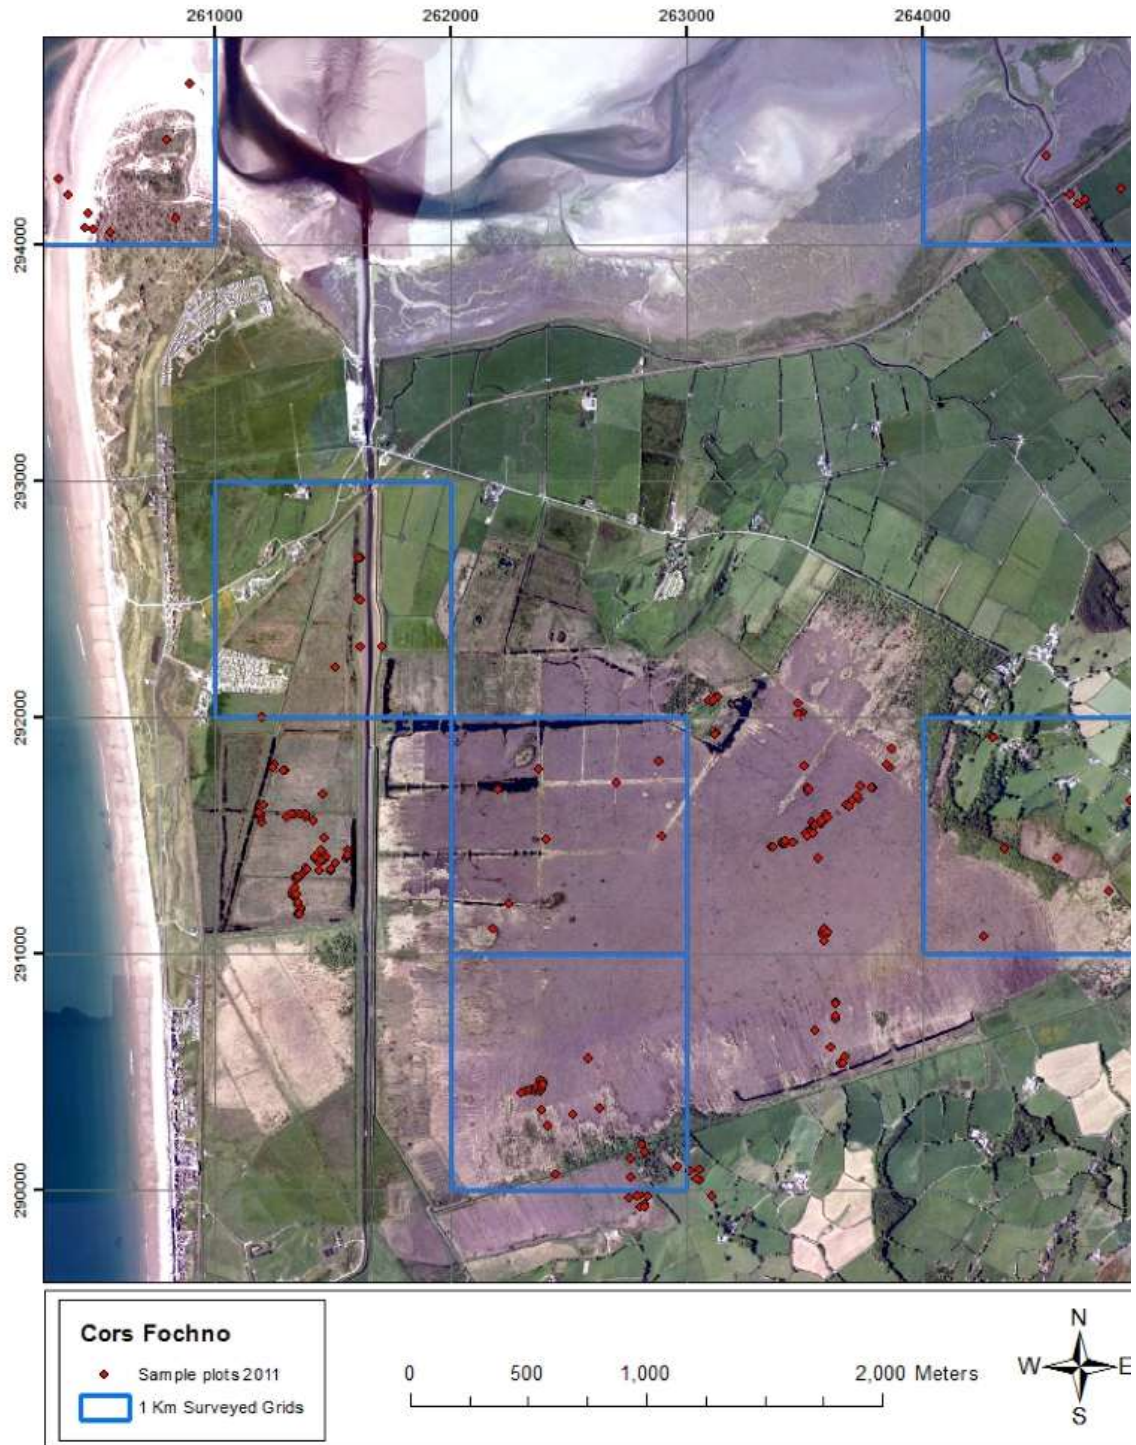 261000 262000 263000 264000
294000
293000
292000
291000
290000
Cors Fochno
Sample plots 2011
1 Km Surveyed Grids
0 500 1,000 2,000 Meters
N
W E
S